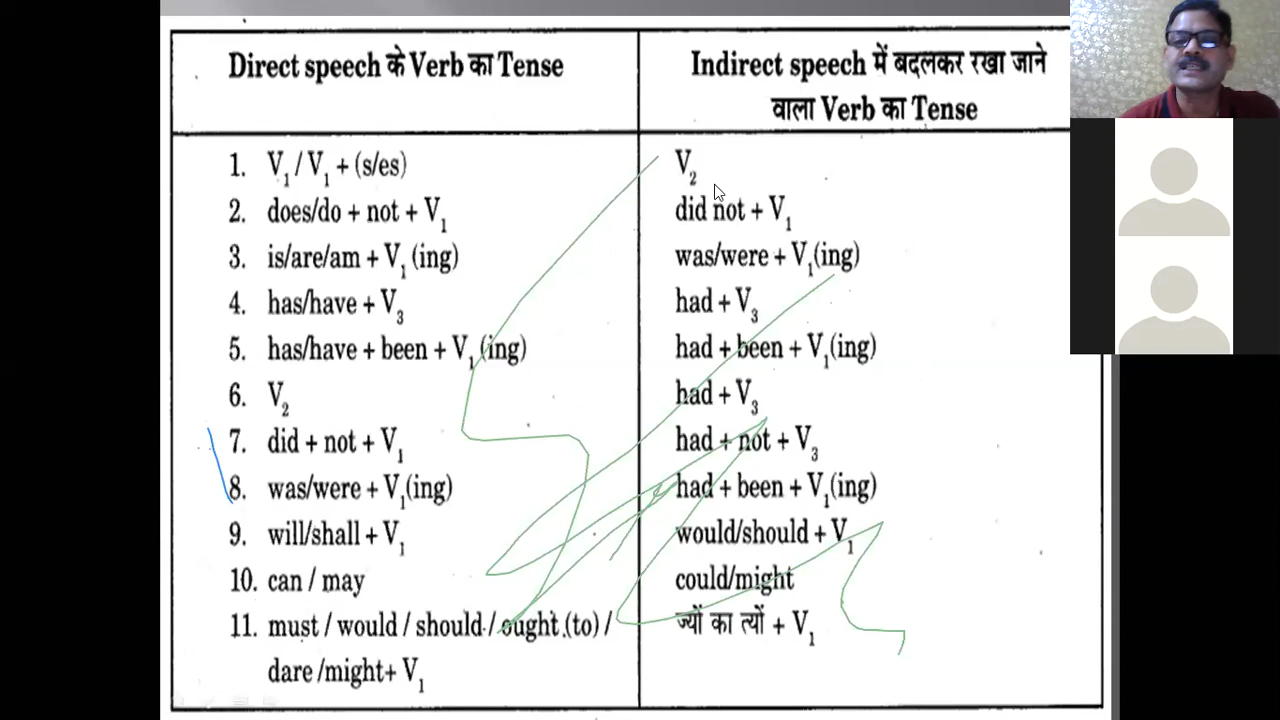 Direct speech के Verb का Tense
Indirect speech में बदलकर रखा जाने
वाला Verb का Tense
1. V₁ / V₁ + (s/es)
V₂
2. does/do + not + V₁
did not + V₁
3. is/are/am + V₁ (ing)
was/were + V₁(ing)
4. has/have + V₃
had + V₃
5. has/have + been + V₁ (ing)
had + been + V₁(ing)
6. V₂
had + V₃
7. did + not + V₁
had + not + V₃
8. was/were + V₁(ing)
had + been + V₁(ing)
9. will/shall + V₁
would/should + V₁
10. can / may
could/might
11. must / would / should / ought (to) /
ज्यों का त्यों + V₁
dare /might+ V₁